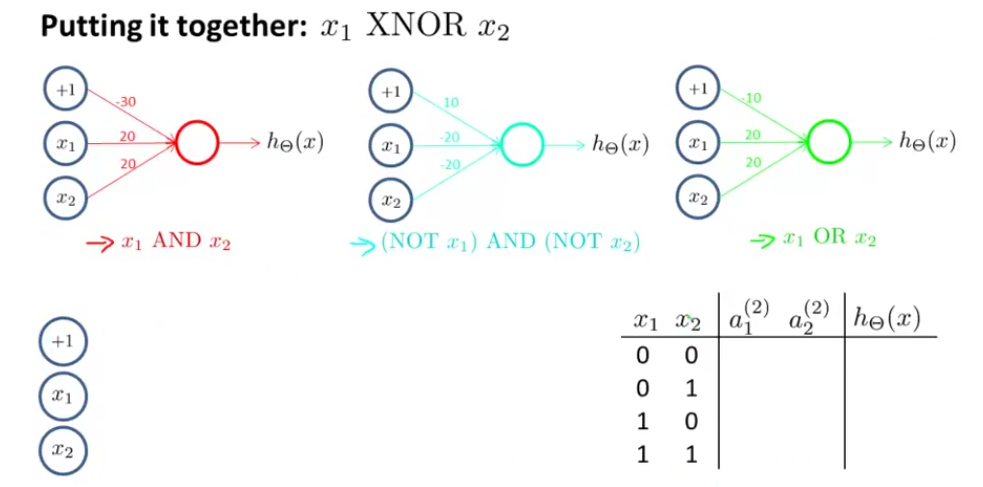 Putting it together: x₁ XNOR x₂
+1
-30
x₁
20
20
x₂
hΘ(x)
→ x₁ AND x₂
+1
10
x₁
-20
-20
x₂
hΘ(x)
→ (NOT x₁) AND (NOT x₂)
+1
-10
x₁
20
20
x₂
hΘ(x)
→ x₁ OR x₂
+1
x₁
x₂
x₁ x₂ a₁⁽²⁾ a₂⁽²⁾ hΘ(x)
0 0
0 1
1 0
1 1